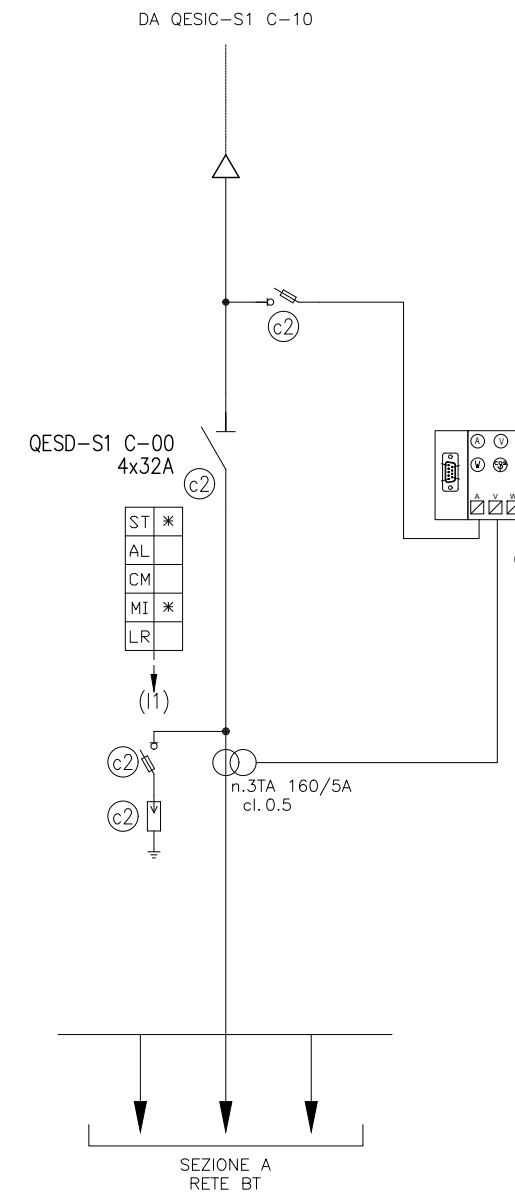 DA QESIC-S1 C-10
c2
QESD-S1 C-00
4x32A
c2
A V
W cosφ
A V W
ST *
AL
CM
MI *
LR
(I1)
c2
n.3TA 160/5A
cl.0.5
c2
SEZIONE A
RETE BT